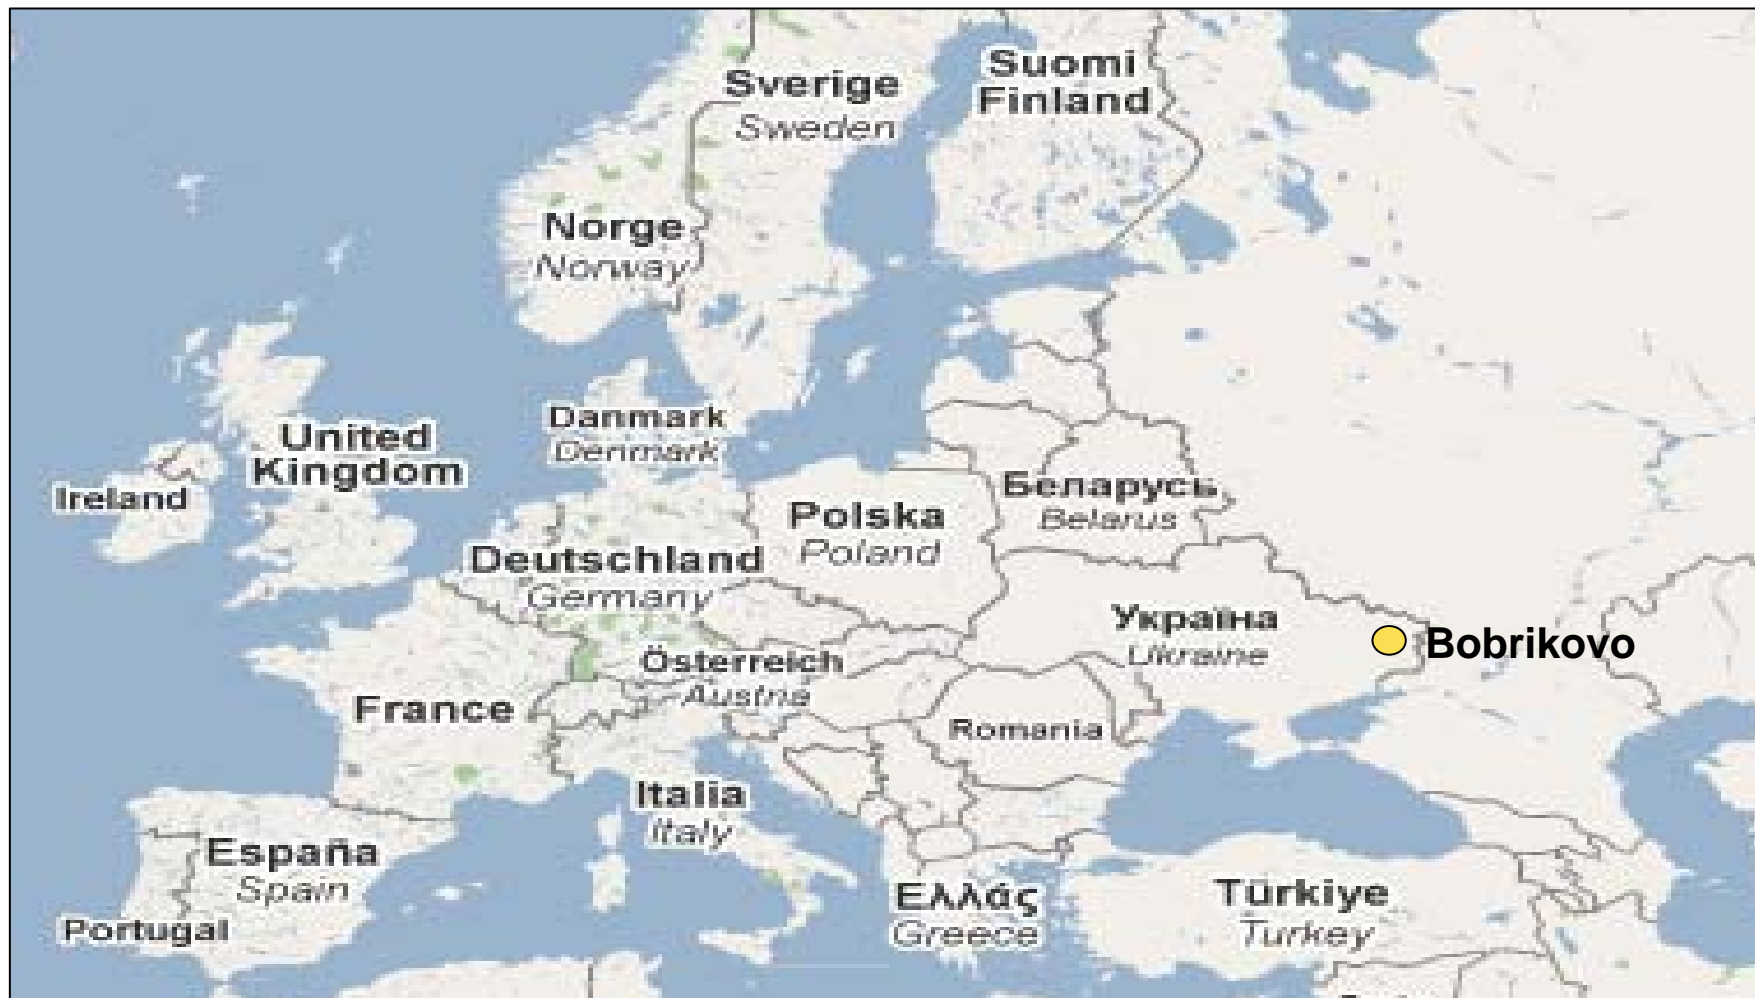 Suomi
Finland
Sverige
Sweden
Norge
Norway
Danmark
Denmark
United
Kingdom
Ireland
Беларусь
Belarus
Polska
Poland
Deutschland
Germany
Україна
Ukraine
Bobrikovo
Österreich
Austria
France
Romania
Italia
Italy
España
Spain
Portugal
Ελλάς
Greece
Türkiye
Turkey